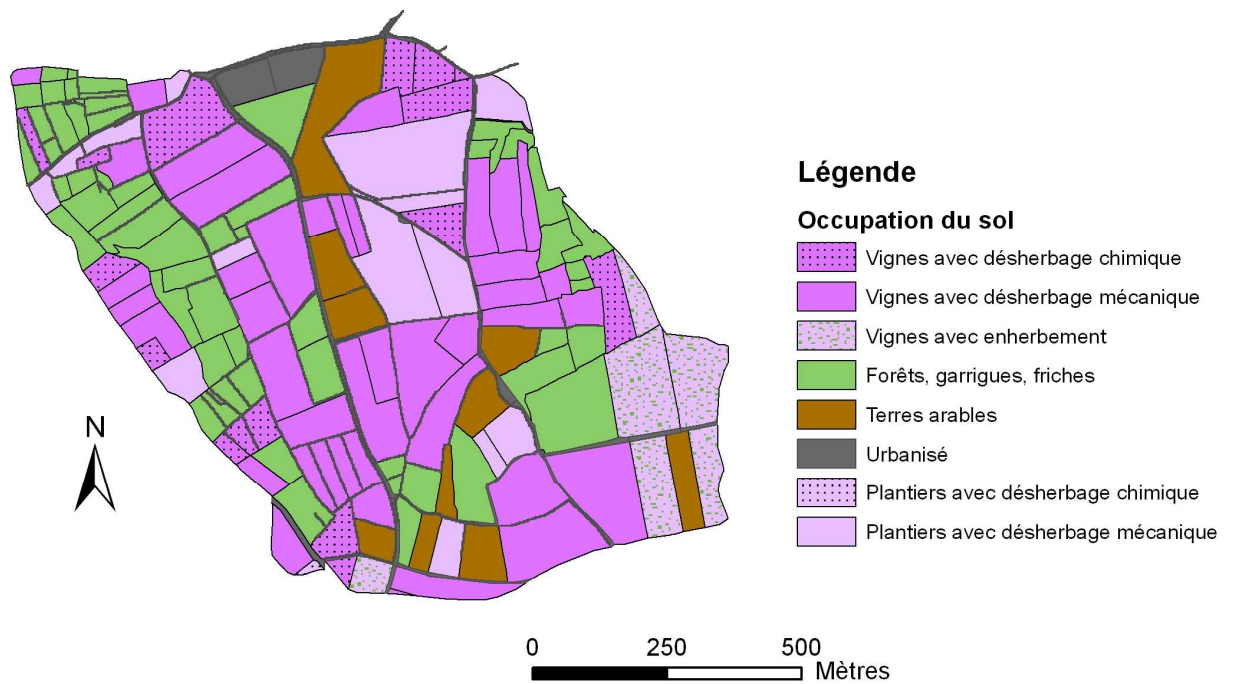 Légende
Occupation du sol
Vignes avec désherbage chimique
Vignes avec désherbage mécanique
Vignes avec enherbement
Forêts, garrigues, friches
Terres arables
Urbanisé
Plantiers avec désherbage chimique
Plantiers avec désherbage mécanique
N
0 250 500
Mètres